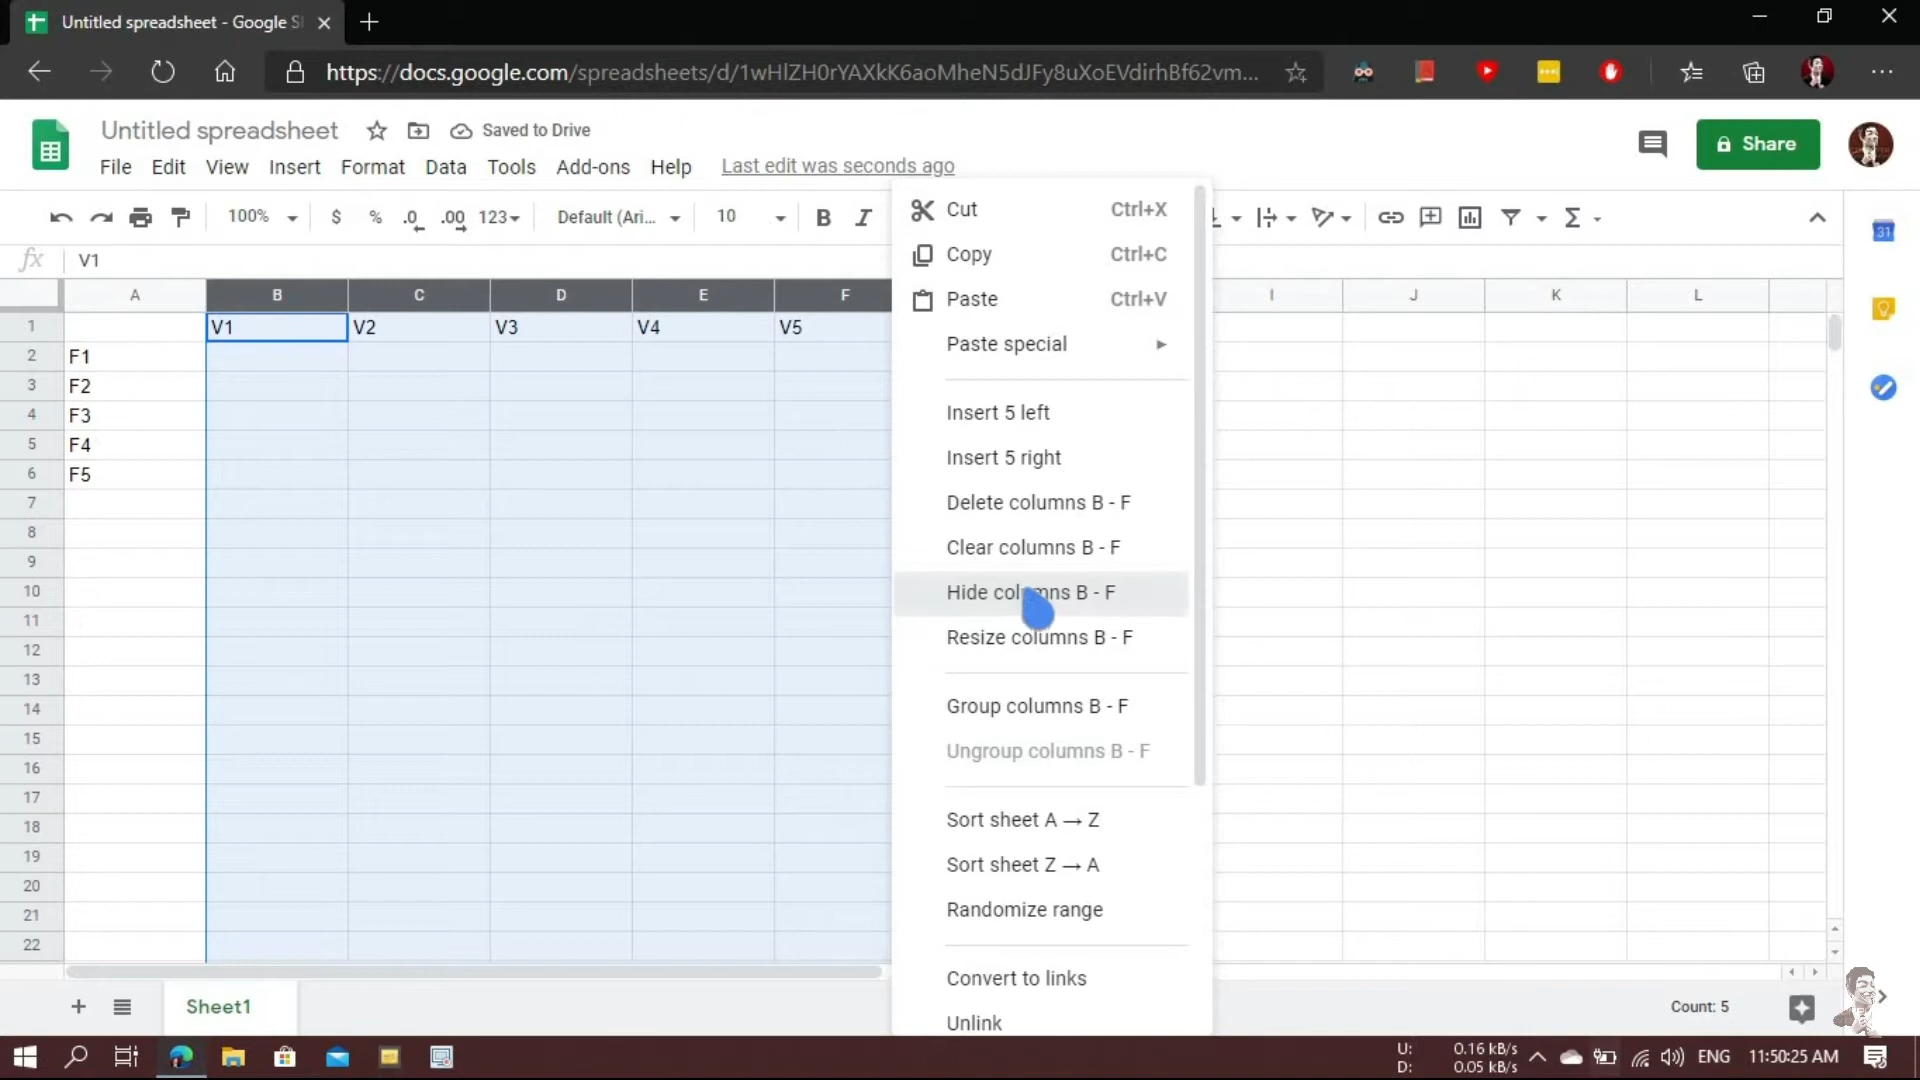 Untitled spreadsheet - Google S
https://docs.google.com/spreadsheets/d/1wHlZH0rYAXkK6aoMheN5dJFy8uXoEVdirhBf62vm...
Untitled spreadsheet
Saved to Drive
File Edit View Insert Format Data Tools Add-ons Help Last edit was seconds ago
Share
100% $ % .0 .00 123 Default (Ari... 10 B I Σ
31
fx V1
A B C D E F I J K L
1 V1 V2 V3 V4 V5
2 F1
3 F2
4 F3
5 F4
6 F5
7
8
9
10
11
12
13
14
15
16
17
18
19
20
21
22
Cut Ctrl+X
Copy Ctrl+C
Paste Ctrl+V
Paste special
Insert 5 left
Insert 5 right
Delete columns B - F
Clear columns B - F
Hide columns B - F
Resize columns B - F
Group columns B - F
Ungroup columns B - F
Sort sheet A → Z
Sort sheet Z → A
Randomize range
Convert to links
Unlink
Sheet1
Count: 5
U: 0.16 kB/s
D: 0.05 kB/s
ENG 11:50:25 AM